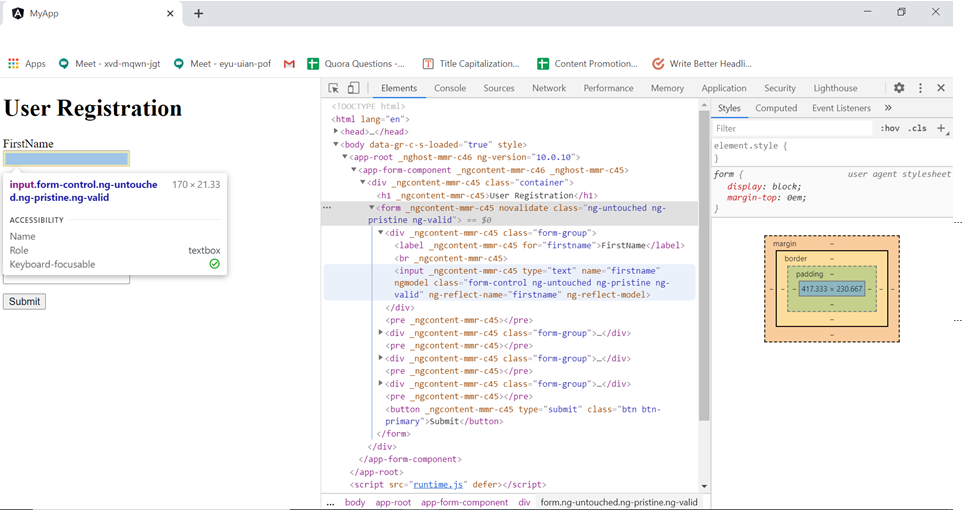 MyApp
Apps
Meet - xvd-mqwn-jgt
Meet - eyu-uian-pof
Quora Questions -...
Title Capitalization...
Content Promotion...
Write Better Headli...
User Registration
FirstName
input.form-control.ng-untouche
d.ng-pristine.ng-valid
170 × 21.33
ACCESSIBILITY
Name
Role textbox
Keyboard-focusable
Submit
Elements Console Sources Network Performance Memory Application Security Lighthouse
<!DOCTYPE html>
<html lang="en">
<head>…</head>
<body data-gr-c-s-loaded="true" style>
<app-root _nghost-mmr-c46 ng-version="10.0.10">
<app-form-component _ngcontent-mmr-c46 _nghost-mmr-c45>
<div _ngcontent-mmr-c45 class="container">
<h1 _ngcontent-mmr-c45>User Registration</h1>
<form _ngcontent-mmr-c45 novalidate class="ng-untouched ng-
pristine ng-valid"> == $0
<div _ngcontent-mmr-c45 class="form-group">
<label _ngcontent-mmr-c45 for="firstname">FirstName</label>
<br _ngcontent-mmr-c45>
<input _ngcontent-mmr-c45 type="text" name="firstname"
ngmodel class="form-control ng-untouched ng-pristine ng-
valid" ng-reflect-name="firstname" ng-reflect-model>
</div>
<pre _ngcontent-mmr-c45></pre>
<div _ngcontent-mmr-c45 class="form-group">…</div>
<pre _ngcontent-mmr-c45></pre>
<div _ngcontent-mmr-c45 class="form-group">…</div>
<pre _ngcontent-mmr-c45></pre>
<div _ngcontent-mmr-c45 class="form-group">…</div>
<pre _ngcontent-mmr-c45></pre>
<button _ngcontent-mmr-c45 type="submit" class="btn btn-
primary">Submit</button>
</form>
</div>
</app-form-component>
</app-root>
<script src="runtime.js" defer></script>
... body app-root app-form-component div form.ng-untouched.ng-pristine.ng-valid
Styles Computed Event Listeners »
Filter :hov .cls +
element.style {
}
form { user agent stylesheet
display: block;
margin-top: 0em;
}
margin –
border –
padding –
– – – 417.333 × 230.667 – – –
–
–
–